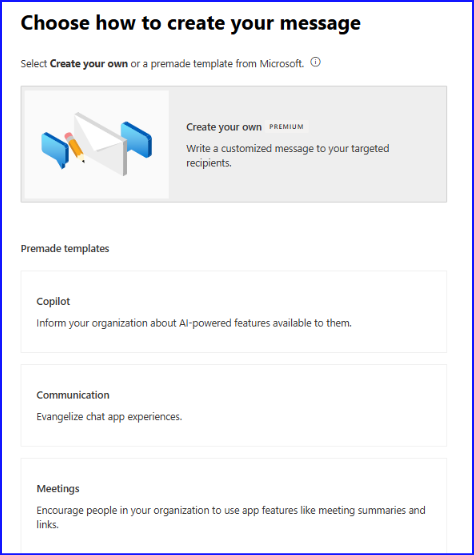 Choose how to create your message
Select Create your own or a premade template from Microsoft.
Create your own PREMIUM
Write a customized message to your targeted
recipients.
Premade templates
Copilot
Inform your organization about AI-powered features available to them.
Communication
Evangelize chat app experiences.
Meetings
Encourage people in your organization to use app features like meeting summaries and
links.